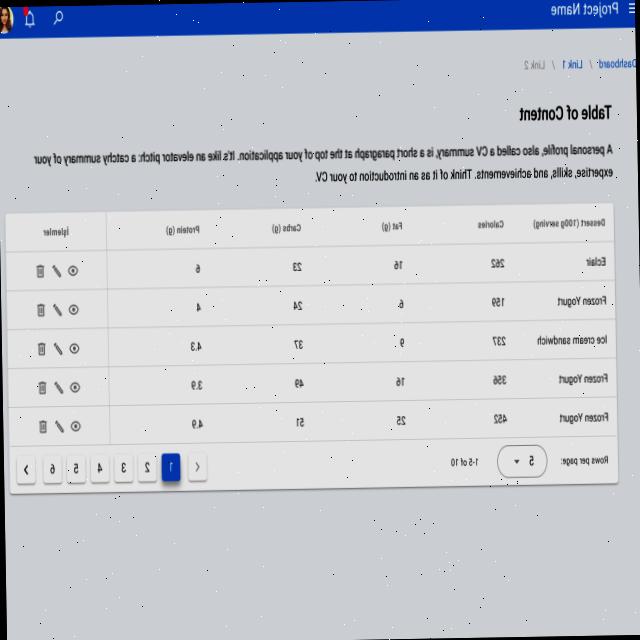 Project Name
Dashboard / Link 1 / Link 2
Table of Content
A personal profile, also called a CV summary, is a short paragraph at the top of your application. It's like an elevator pitch: a catchy summary of your
expertise, skills, and achievements. Think of it as an introduction to your CV.
Dessert (100g serving) Calories Fat (g) Carbs (g) Protein (g) İşlemler
Eclair 262 16 23 6
Frozen Yogurt 159 6 24 4
Ice cream sandwich 237 9 37 4.3
Frozen Yogurt 356 16 49 3.9
Frozen Yogurt 452 25 51 4.9
Rows per page: 5 1-5 of 10 1 2 3 4 5 6